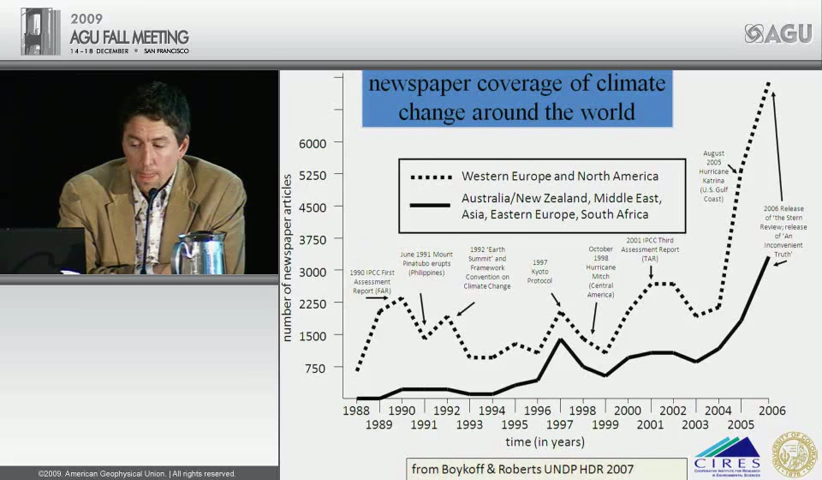 2009
AGU FALL MEETING
14-18 DECEMBER • SAN FRANCISCO
AGU
newspaper coverage of climate
change around the world
number of newspaper articles
6000
5250
4500
3750
3000
2250
1500
750
Western Europe and North America
Australia/New Zealand, Middle East,
Asia, Eastern Europe, South Africa
1990 IPCC First
Assessment
Report (FAR)
June 1991 Mount
Pinatubo erupts
(Philippines)
1992 'Earth
Summit' and
Framework
Convention on
Climate Change
1997
Kyoto
Protocol
October
1998
Hurricane
Mitch
(Central
America)
2001 IPCC Third
Assessment Report
(TAR)
August
2005
Hurricane
Katrina
(U.S. Gulf
Coast)
2006 Release
of 'the Stern
Review; release
of 'An
Inconvenient
Truth'
1988 1990 1992 1994 1996 1998 2000 2002 2004 2006
1989 1991 1993 1995 1997 1999 2001 2003 2005
time (in years)
from Boykoff & Roberts UNDP HDR 2007
CIRES
©2009. American Geophysical Union. | All rights reserved.